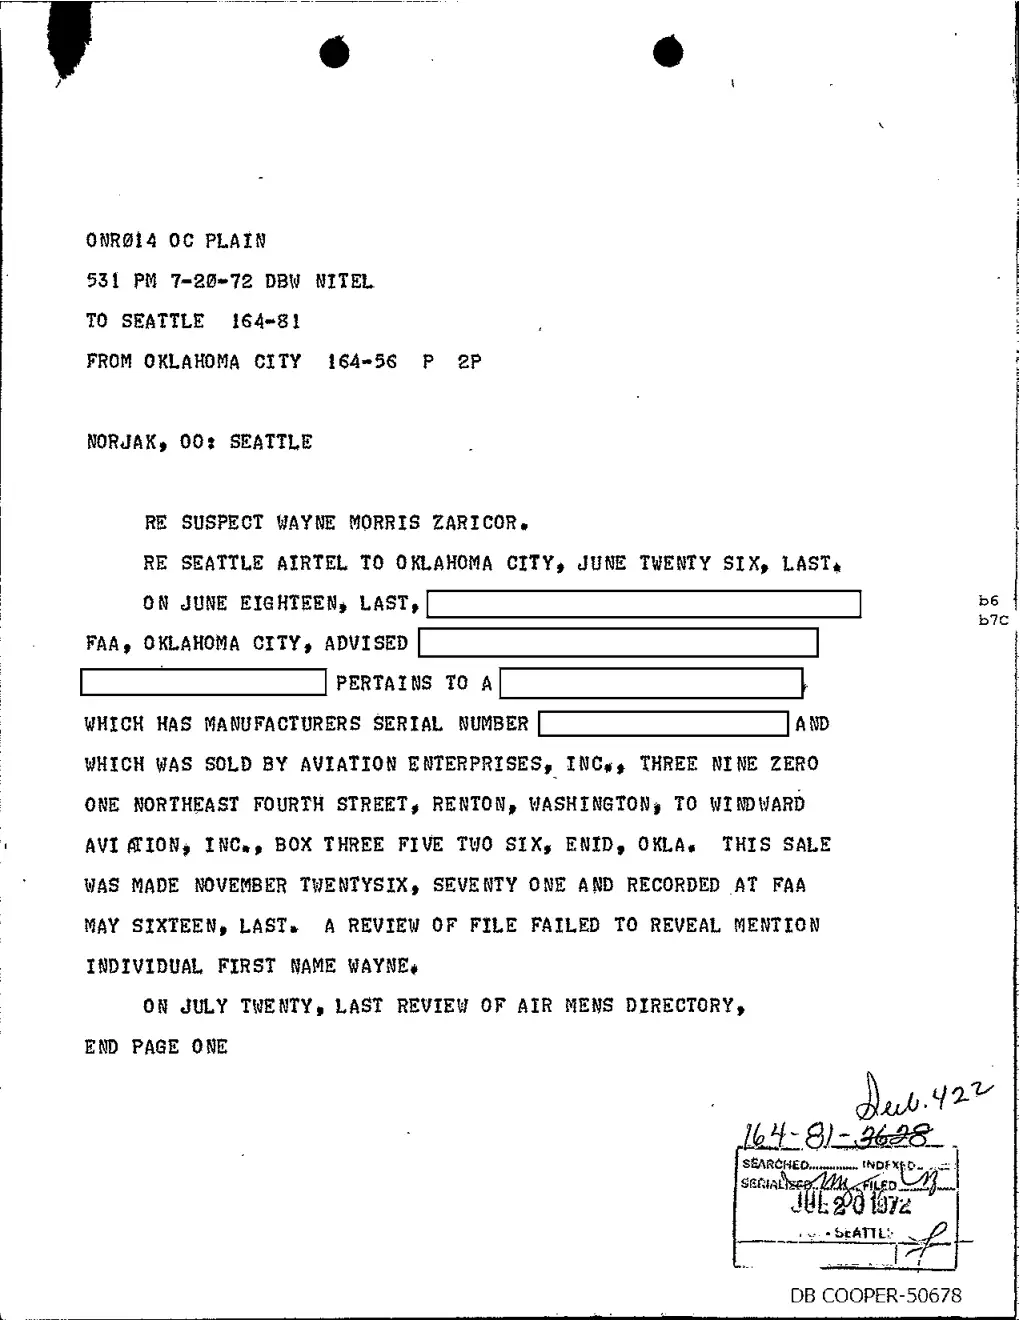 ONR014 OC PLAIN
531 PM 7-20-72 DBW NITEL
TO SEATTLE 164-81
FROM OKLAHOMA CITY 164-56 P 2P
NORJAK, OO: SEATTLE
RE SUSPECT WAYNE MORRIS ZARICOR.
RE SEATTLE AIRTEL TO OKLAHOMA CITY, JUNE TWENTY SIX, LAST.
ON JUNE EIGHTEEN, LAST,
b6
b7C
FAA, OKLAHOMA CITY, ADVISED
PERTAINS TO A ,
WHICH HAS MANUFACTURERS SERIAL NUMBER AND
WHICH WAS SOLD BY AVIATION ENTERPRISES, INC., THREE NINE ZERO
ONE NORTHEAST FOURTH STREET, RENTON, WASHINGTON, TO WINDWARD
AVIATION, INC., BOX THREE FIVE TWO SIX, ENID, OKLA. THIS SALE
WAS MADE NOVEMBER TWENTYSIX, SEVENTY ONE AND RECORDED AT FAA
MAY SIXTEEN, LAST. A REVIEW OF FILE FAILED TO REVEAL MENTION
INDIVIDUAL FIRST NAME WAYNE.
ON JULY TWENTY, LAST REVIEW OF AIR MENS DIRECTORY,
END PAGE ONE
Sub. 422
164-81-3628
SEARCHED INDEXED
SERIALIZED FILED
JUL 20 1972
SEATTLE
DB COOPER-50678